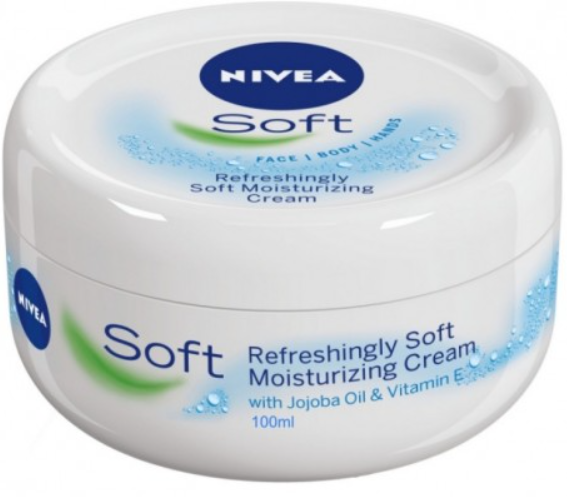 NIVEA
Soft
FACE | BODY | HANDS
Refreshingly
Soft Moisturizing
Cream
NIVEA
Soft
Refreshingly Soft
Moisturizing Cream
with Jojoba Oil & Vitamin E
100ml